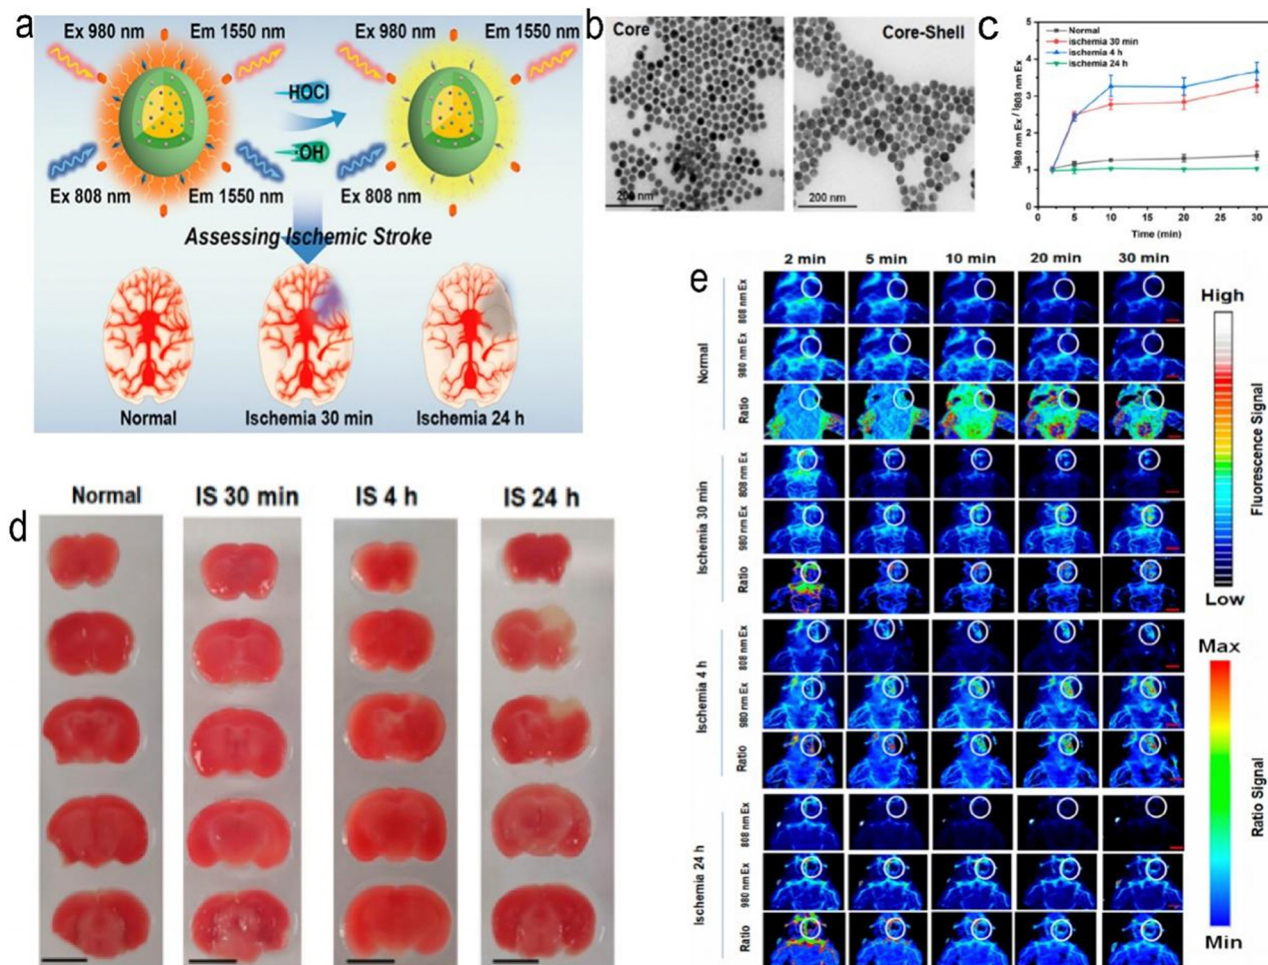 a
Ex 980 nm
Em 1550 nm
Ex 980 nm
Em 1550 nm
HOCl
·OH
Ex 808 nm
Em 1550 nm
Ex 808 nm
Assessing Ischemic Stroke
Normal
Ischemia 30 min
Ischemia 24 h
b
Core
Core-Shell
200 nm
200 nm
c
Normal
ischemia 30 min
ischemia 4 h
ischemia 24 h
I980 nm Ex / I808 nm Ex
4
3
2
1
0
5
10
15
20
25
30
Time (min)
d
Normal
IS 30 min
IS 4 h
IS 24 h
e
2 min
5 min
10 min
20 min
30 min
Normal
808 nm Ex
980 nm Ex
Ratio
Ischemia 30 min
808 nm Ex
980 nm Ex
Ratio
Ischemia 4 h
808 nm Ex
980 nm Ex
Ratio
Ischemia 24 h
808 nm Ex
980 nm Ex
Ratio
High
Fluorescence Signal
Low
Max
Ratio Signal
Min